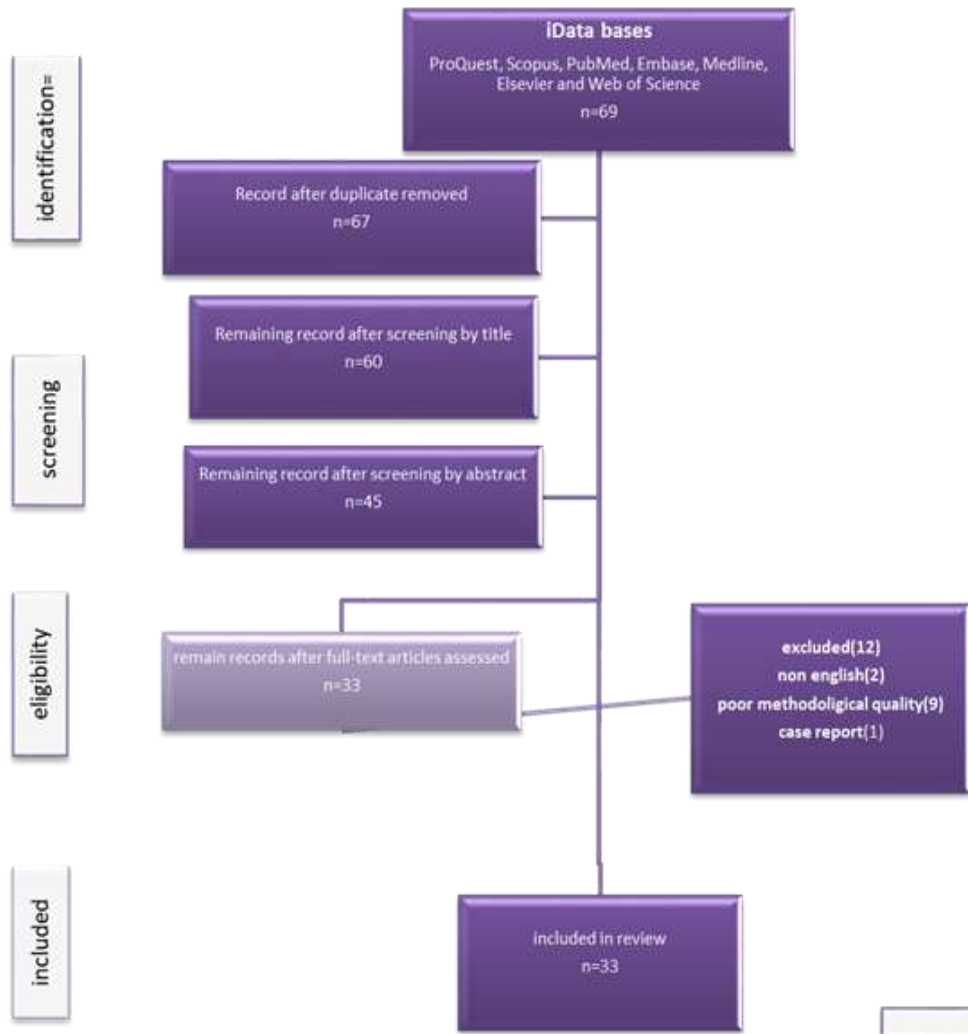 iData bases
ProQuest, Scopus, PubMed, Embase, Medline,
Elsevier and Web of Science
n=69
identification=
Record after duplicate removed
n=67
Remaining record after screening by title
n=60
screening
Remaining record after screening by abstract
n=45
eligibility
remain records after full-text articles assessed
n=33
excluded(12)
non english(2)
poor methodoligical quality(9)
case report(1)
included
included in review
n=33